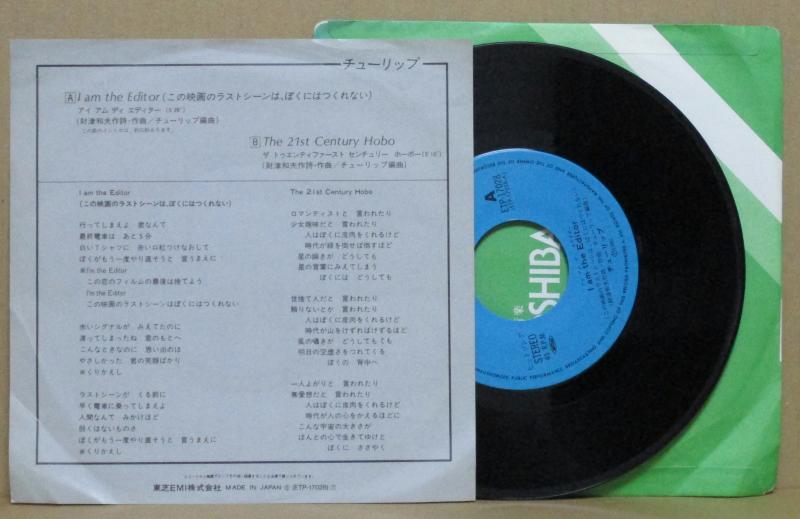 チューリップ
A I am the Editor(この映画のラストシーンは、ぼくにはつくれない)
アイ アム ディ エディター
(財津和夫作詩・作曲/チューリップ編曲)
B The 21st Century Hobo
ザ トゥエンティファースト センチュリー ホーボー
(財津和夫作詩・作曲/チューリップ編曲)
I am the Editor
(この映画のラストシーンは、ぼくにはつくれない)
行ってしまえよ 君なんて
最終電車は あと5分
白いTシャツに 赤い口紅つけなおして
ぼくがもう一度やり直そうと 言うまえに
※I'm the Editor
この恋のフィルムの最後は捨てよう
I'm the Editor
この映画のラストシーンはぼくにはつくれない
赤いシグナルが みえてたのに
渡ってしまったね 君のもとへ
こんなときなのに 思い出のは
やさしかった 君の笑顔ばかり
※くりかえし
ラストシーンが くる前に
早く電車に乗ってしまえよ
人間なんて みかけほど
弱くはないものさ
ぼくがもう一度やり直そうと 言うまえに
※くりかえし
The 21st Century Hobo
ロマンティストと 言われたり
少女趣味だと 言われたり
人はぼくに皮肉をくれるけど
時代が緑を倒せば倒すほど
星の瞬きが どうしても
星の言葉にみえてしまう
ぼくには どうしても
世捨て人だと 言われたり
頼りないとか 言われたり
人はぼくに皮肉をくれるけど
時代が山をけずればけずるほど
風の囁きが どうしてもくる
明日の空虚さをつれてくる
ぼくの 背中へ
一人よがりと 言われたり
無愛想だと 言われたり
人はぼくに皮肉をくれるけど
時代が人の心をかえるほどに
こんな宇宙の大きさが
ほんとの心で生きてゆけと
ぼくに ささやく
東芝EMI株式会社 MADE IN JAPAN (ETP-17028)
SHIBA
A
ETP-17028
I am the Editor
チューリップ
STEREO
45 R.P.M.